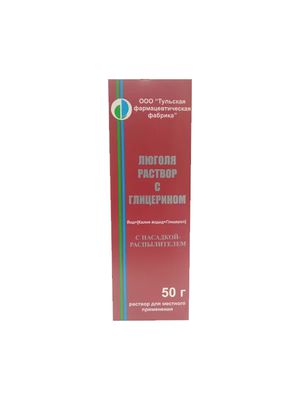 ООО "Тульская
фармацевтическая
фабрика"
ЛЮГОЛЯ
РАСТВОР
С
ГЛИЦЕРИНОМ
Йод+[Калия йодид+Глицерол]
С НАСАДКОЙ-
РАСПЫЛИТЕЛЕМ
50 г
раствор для местного
применения